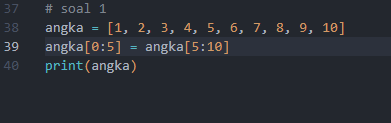 37 # soal 1
38 angka = [1, 2, 3, 4, 5, 6, 7, 8, 9, 10]
39 angka[0:5] = angka[5:10]
40 print(angka)